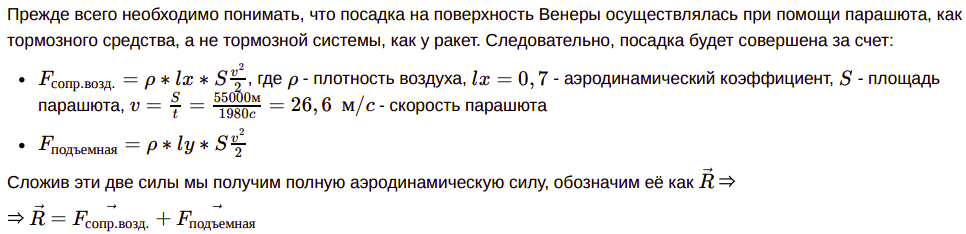 Прежде всего необходимо понимать, что посадка на поверхность Венеры осуществлялась при помощи парашюта, как
тормозного средства, а не тормозной системы, как у ракет. Следовательно, посадка будет совершена за счет:
• $F_{\text{сопр.возд.}} = \rho * lx * S\frac{v^2}{2}$, где $\rho$ - плотность воздуха, $lx = 0,7$ - аэродинамический коэффициент, $S$ - площадь
парашюта, $v = \frac{S}{t} = \frac{55000м}{1980с} = 26,6 \ м/с$ - скорость парашюта
• $F_{\text{подъемная}} = \rho * ly * S\frac{v^2}{2}$
Сложив эти две силы мы получим полную аэродинамическую силу, обозначим её как $\vec{R} \Rightarrow$
$\Rightarrow \vec{R} = \vec{F_{\text{сопр.возд.}}} + \vec{F_{\text{подъемная}}}$